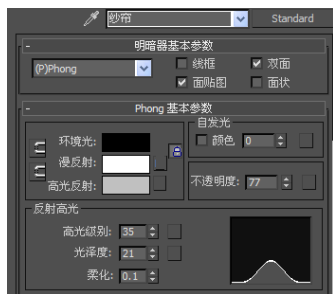 纱帘 Standard
明暗器基本参数
(P)Phong 线框 双面
面贴图 面状
Phong 基本参数
自发光
环境光: 颜色 0
漫反射:
高光反射: 不透明度: 77
反射高光
高光级别: 35
光泽度: 21
柔化: 0.1